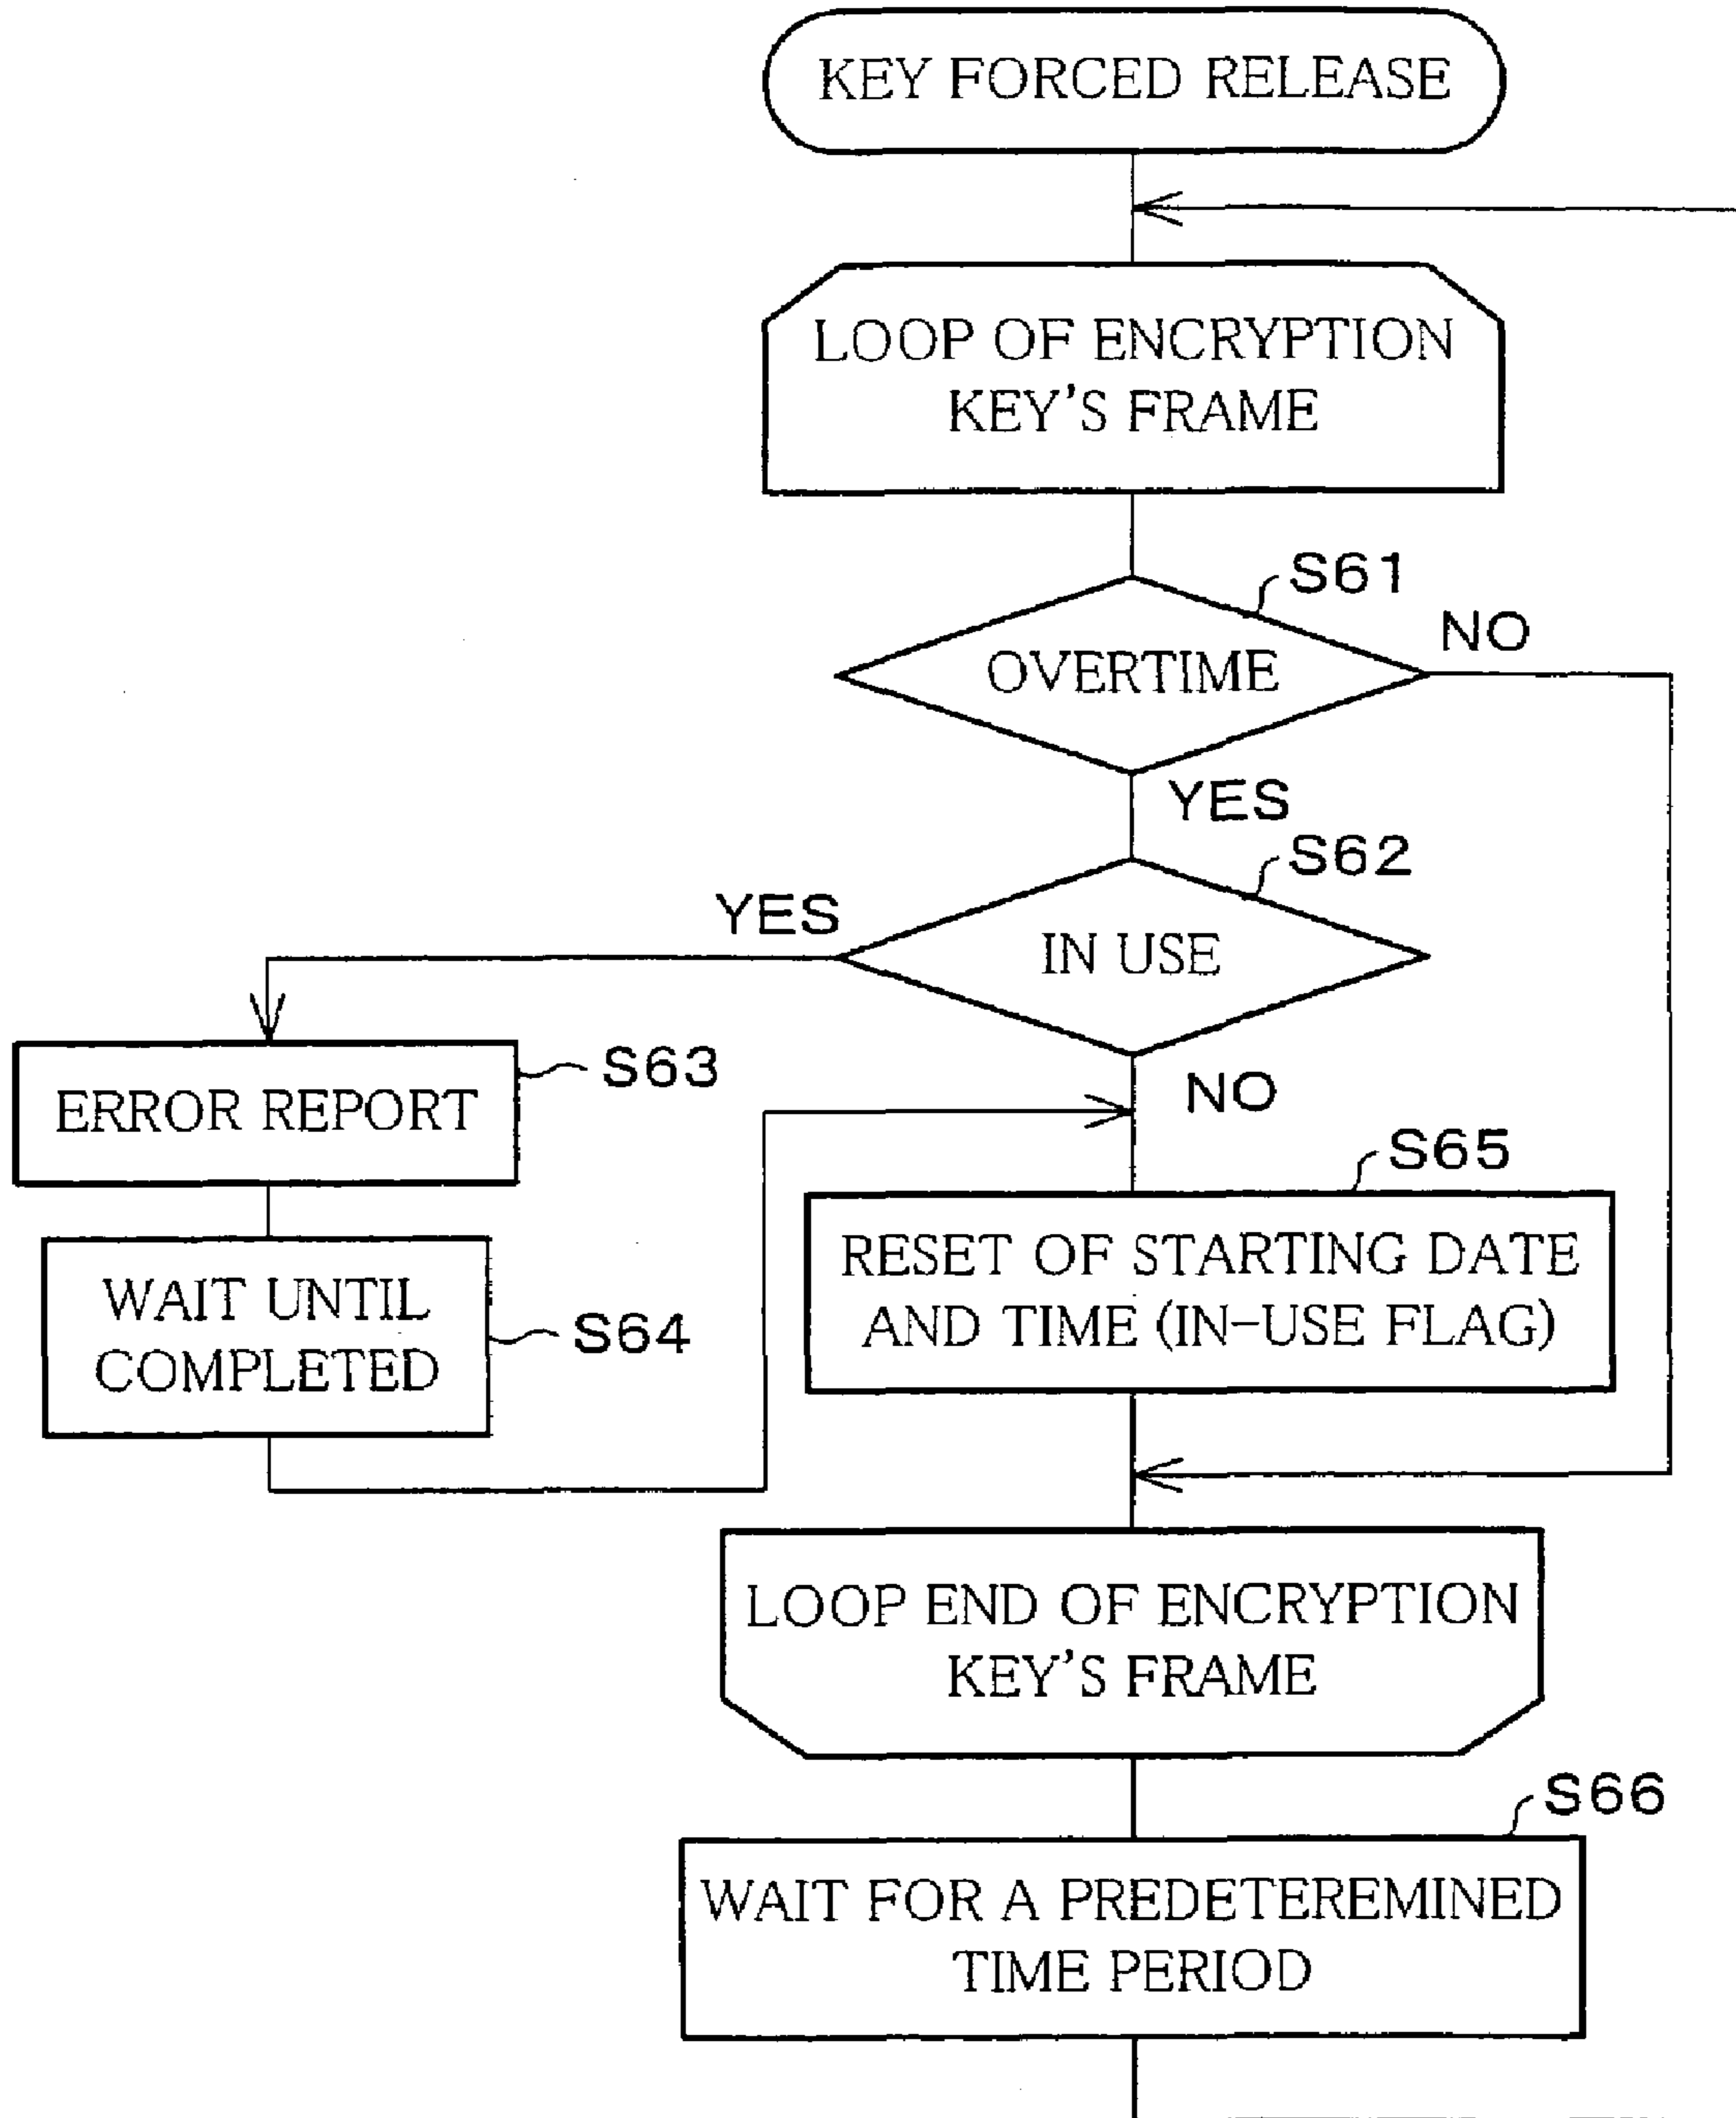 KEY FORCED RELEASE
LOOP OF ENCRYPTION
KEY'S FRAME
S61
OVERTIME
NO
YES
S62
IN USE
YES
NO
S63
ERROR REPORT
S64
WAIT UNTIL
COMPLETED
S65
RESET OF STARTING DATE
AND TIME (IN-USE FLAG)
LOOP END OF ENCRYPTION
KEY'S FRAME
S66
WAIT FOR A PREDETEREMINED
TIME PERIOD